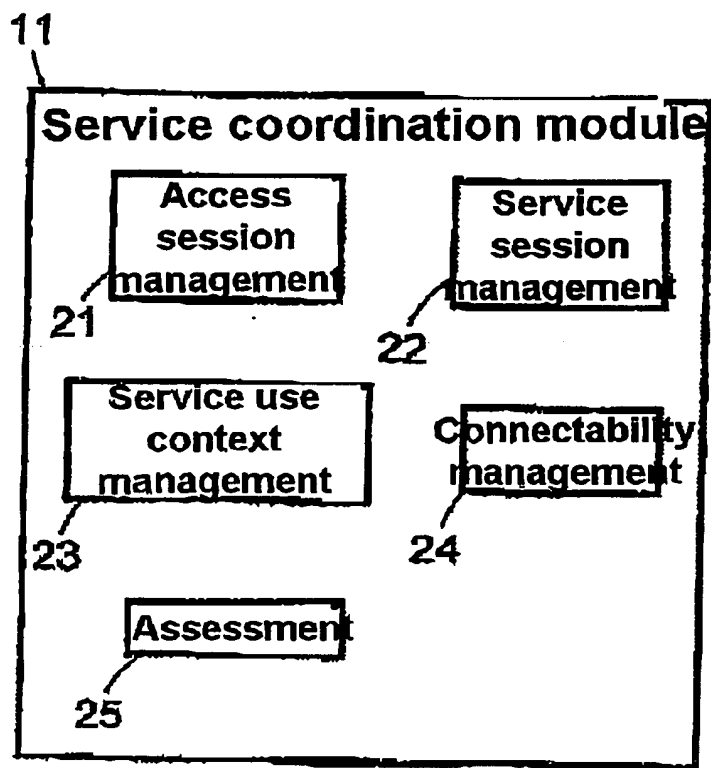 11
Service coordination module
Access
session
management
21
Service
session
management
22
Service use
context
management
23
Connectability
management
24
Assessment
25